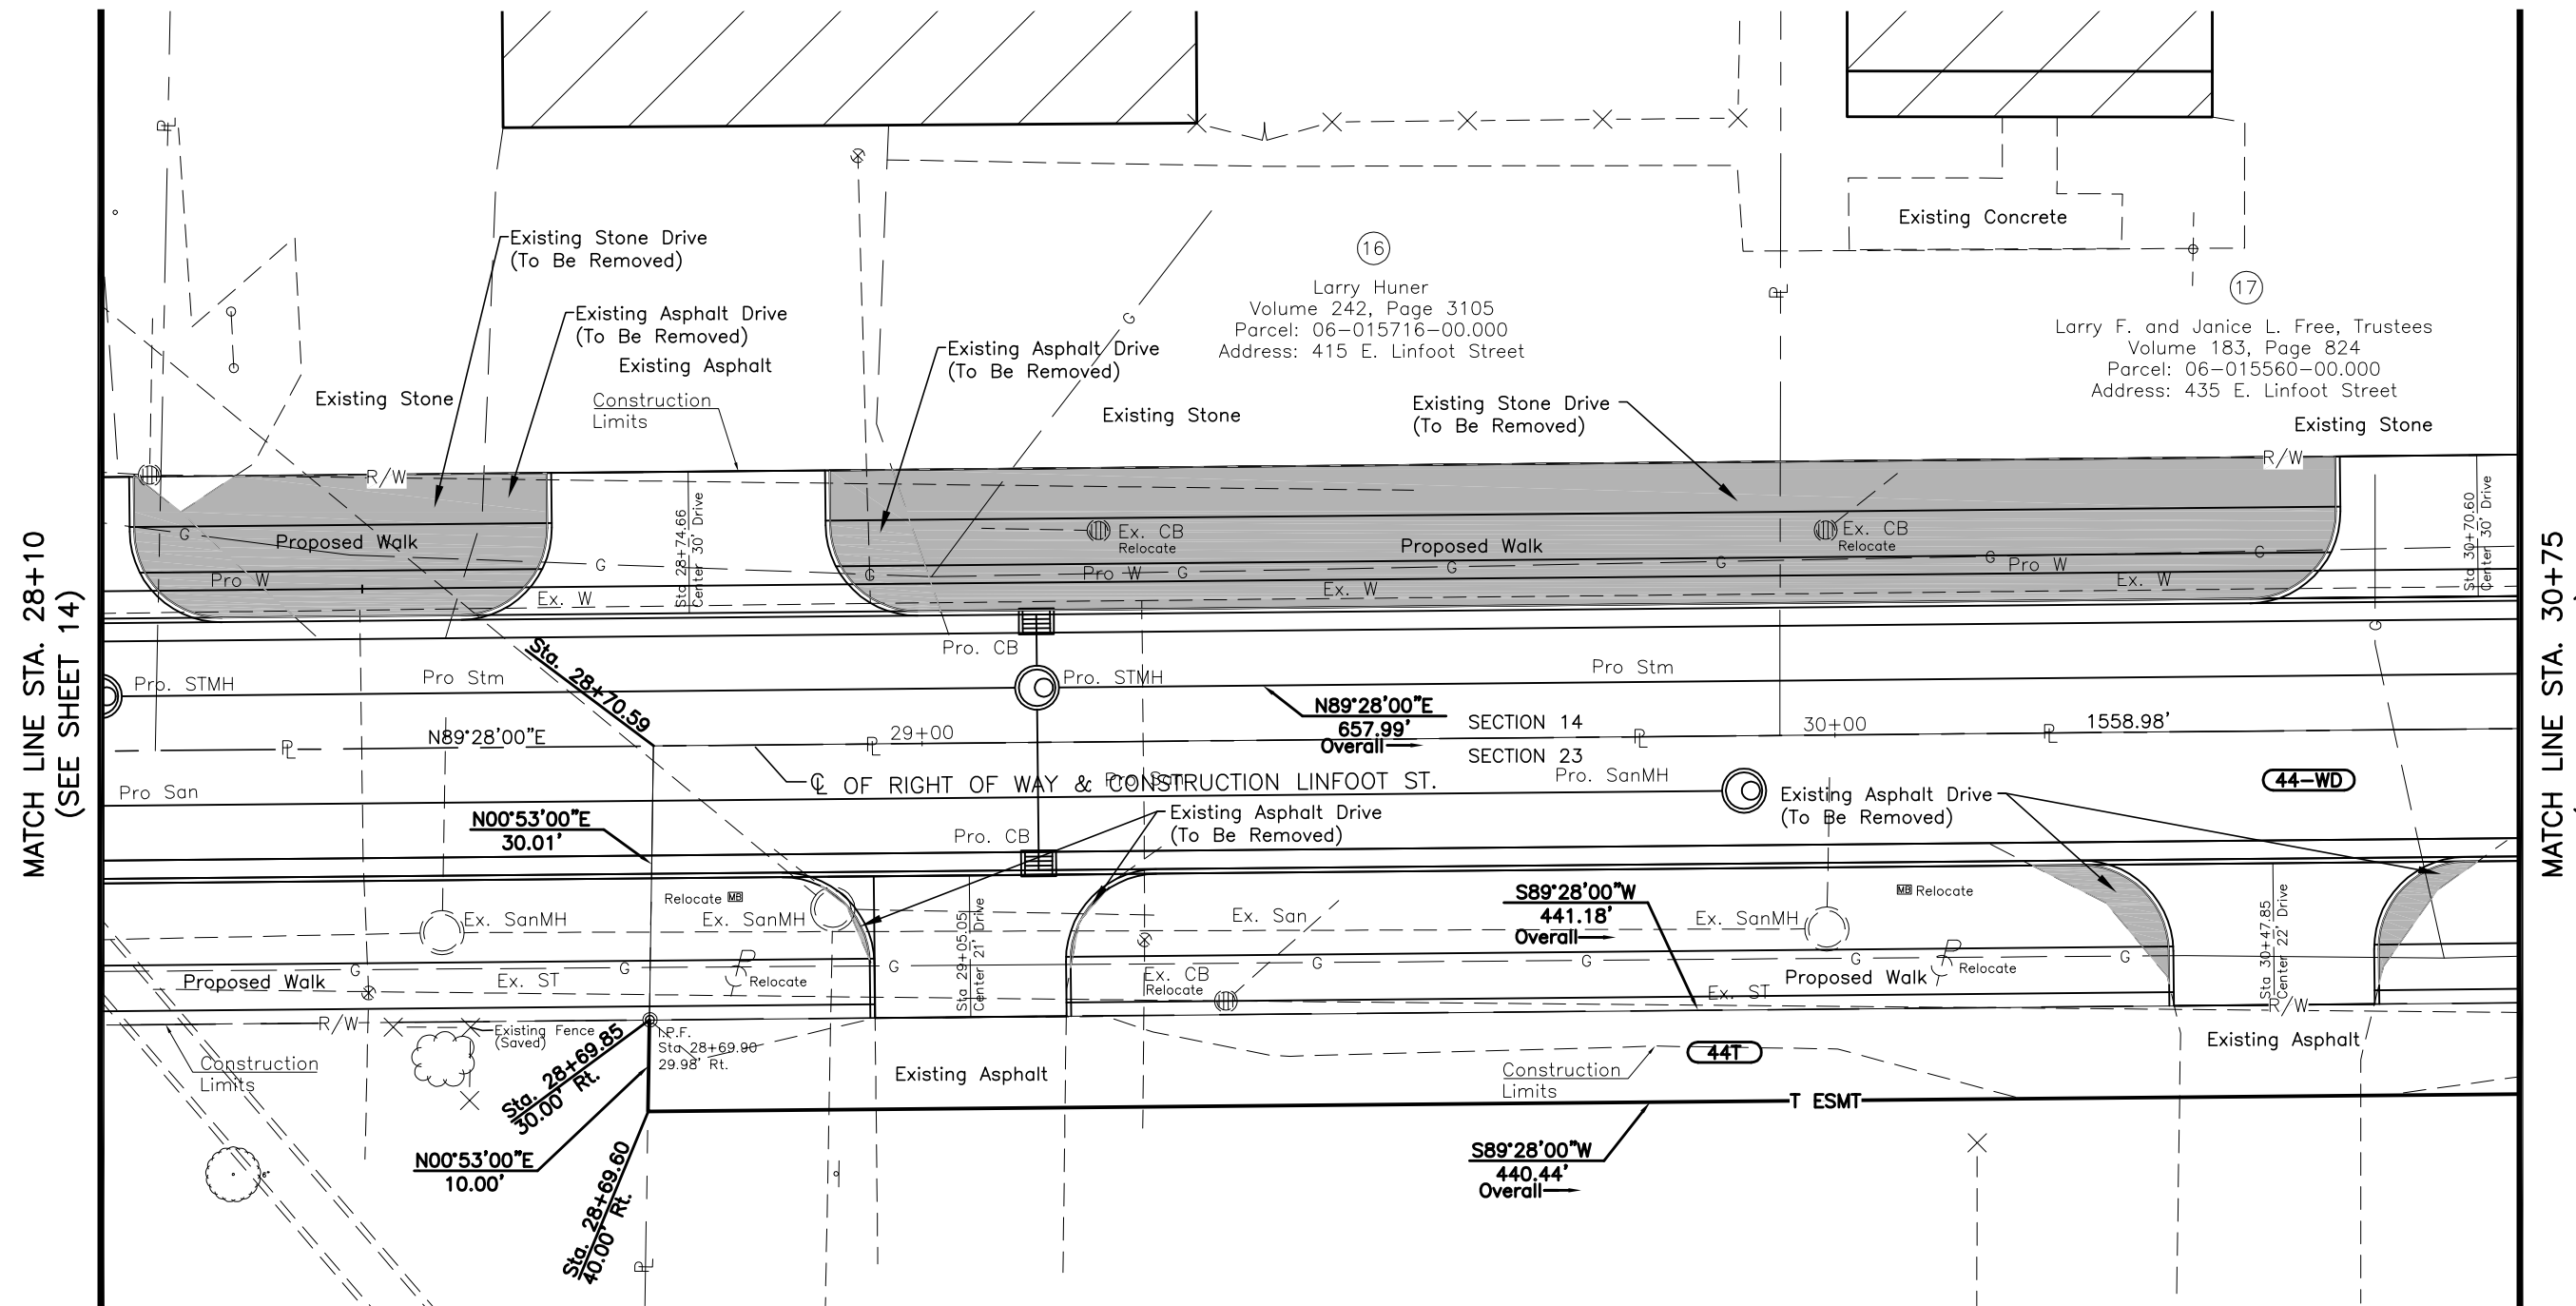 MATCH LINE STA. 28+10
(SEE SHEET 14)
Existing Stone Drive
(To Be Removed)
Existing Asphalt Drive
(To Be Removed)
Existing Asphalt
Existing Stone
Construction
Limits
Existing Asphalt Drive
(To Be Removed)
Existing Stone
G
16
Larry Huner
Volume 242, Page 3105
Parcel: 06-015716-00.000
Address: 415 E. Linfoot Street
Existing Stone Drive
(To Be Removed)
Existing Concrete
17
Larry F. and Janice L. Free, Trustees
Volume 183, Page 824
Parcel: 06-015560-00.000
Address: 435 E. Linfoot Street
Existing Stone
R/W
R/W
G
Proposed Walk
Pro W
G
Ex. W
Sta 28+74.66
Center 30' Drive
G
Ex. CB
Relocate
Pro W
G
Proposed Walk
G
Ex. W
G
Ex. CB
Relocate
G
Pro W
G
Ex. W
Sta 30+70.60
Center 30' Drive
G
Pro. CB
Pro. STMH
Pro Stm
Sta. 28+70.59
Pro. STMH
Pro Stm
N89°28'00"E
657.99'
Overall
SECTION 14
SECTION 23
N89°28'00"E
29+00
30+00
1558.98'
℄ OF RIGHT OF WAY & CONSTRUCTION LINFOOT ST.
Pro San
Pro San
Pro. SanMH
44-WD
N00°53'00"E
30.01'
Pro. CB
Existing Asphalt Drive
(To Be Removed)
Existing Asphalt Drive
(To Be Removed)
Relocate MB
Ex. SanMH
Ex. SanMH
Sta 29+05.05
Center 21' Drive
Ex. San
S89°28'00"W
441.18'
Overall
Ex. SanMH
MB Relocate
Sta 30+47.85
Center 22' Drive
G
G
G
G
G
G
G
Proposed Walk
Ex. ST
Relocate
Ex. CB
Relocate
Proposed Walk
Relocate
Ex. ST
R/W
R/W
Existing Fence
(Saved)
Construction
Limits
I.P.F.
Sta 28+69.90
29.98' Rt.
Sta. 28+69.85
30.00' Rt.
Existing Asphalt
Construction
Limits
44T
Existing Asphalt
T ESMT
N00°53'00"E
10.00'
Sta. 28+69.60
40.00' Rt.
S89°28'00"W
440.44'
Overall
MATCH LINE STA. 30+75